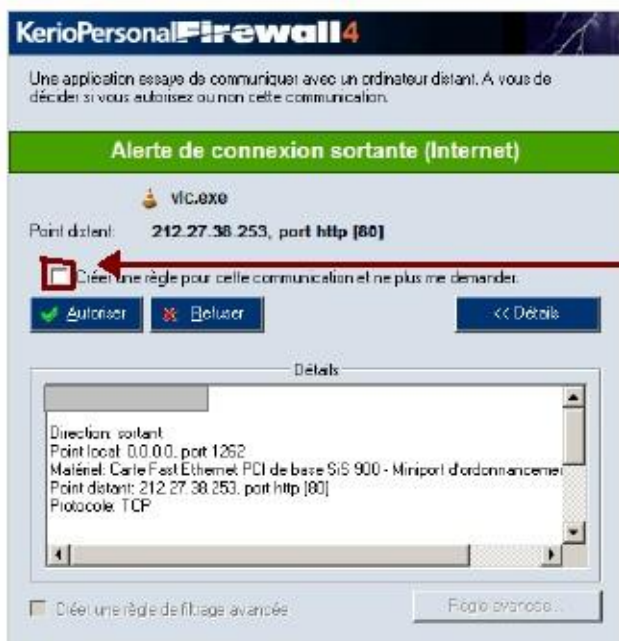 KerioPersonalFirewall4
Une application essaye de communiquer avec un ordinateur distant. A vous de
décider si vous autorisez ou non cette communication.
Alerte de connexion sortante (Internet)
vlc.exe
Point distant: 212.27.38.253, port http [80]
Créer une règle pour cette communication et ne plus me demander.
Autoriser Refuser << Détails
Détails
Direction: sortant
Point local: 0.0.0.0, port 1262
Matériel: Carte Fast Ethernet PCI de base SiS 900 - Miniport d'ordonnancemen
Point distant: 212.27.38.253, port http [80]
Protocole: TCP
Créer une règle de filtrage avancée Règle avancée...